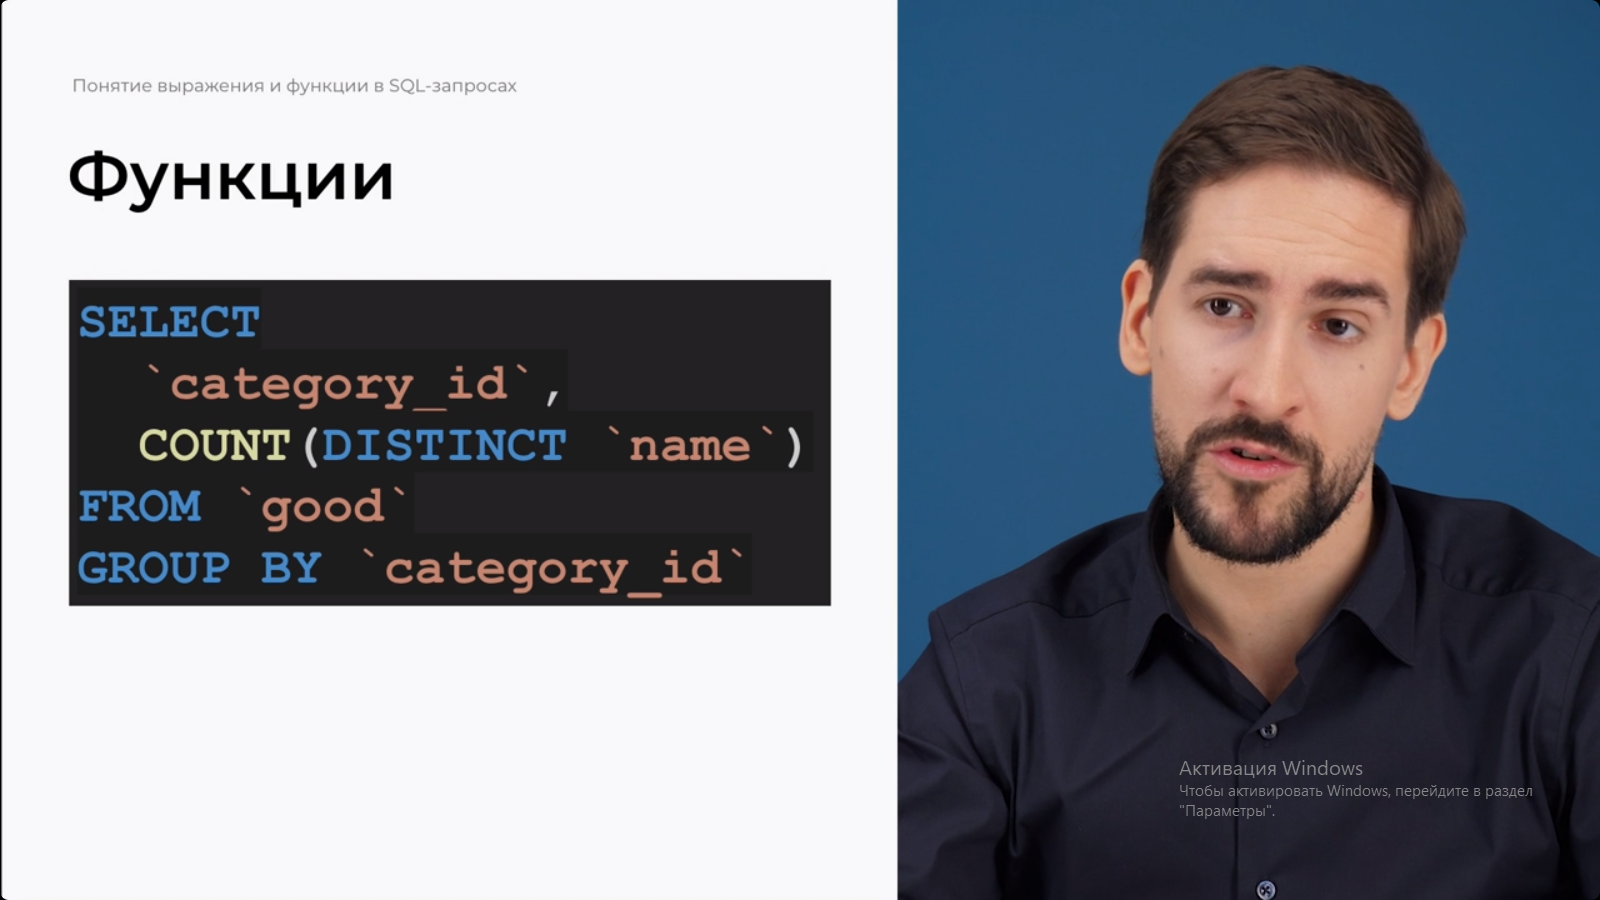 Понятие выражения и функции в SQL-запросах
Функции
SELECT
`category_id`,
COUNT(DISTINCT `name`)
FROM `good`
GROUP BY `category_id`
Активация Windows
Чтобы активировать Windows, перейдите в раздел
"Параметры".